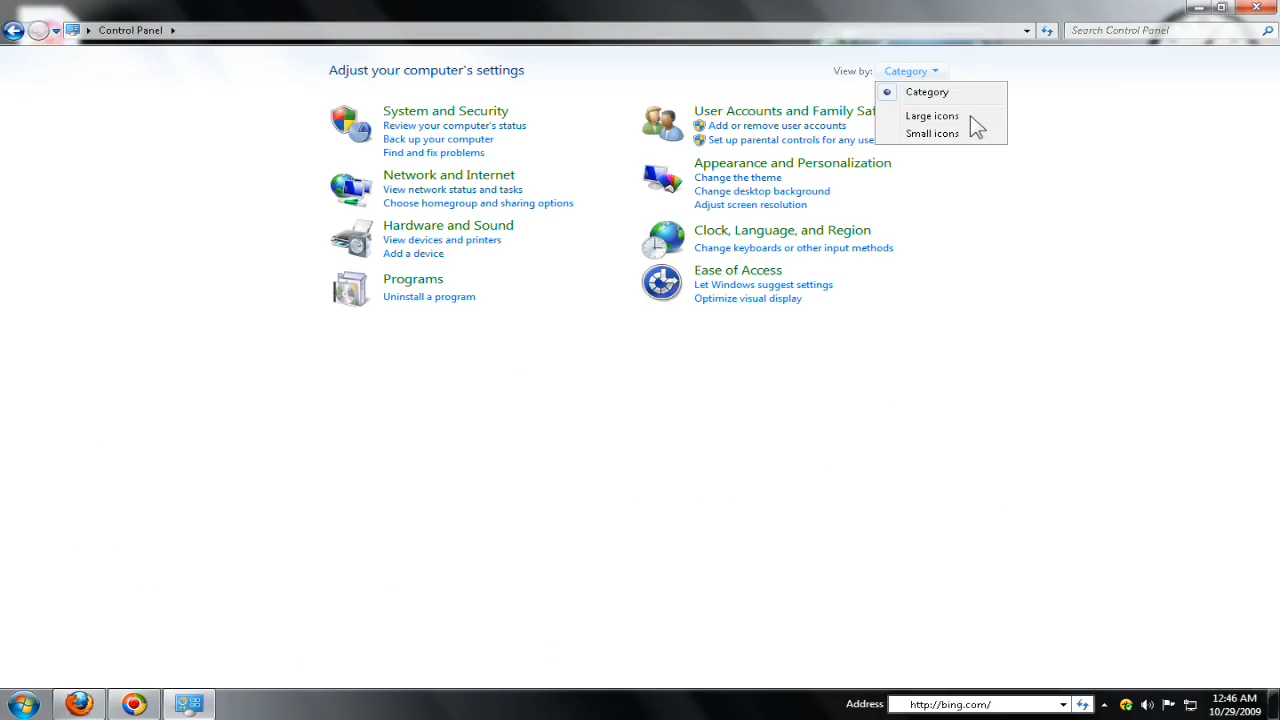 Control Panel
Search Control Panel
Adjust your computer's settings
View by: Category
Category
Large icons
Small icons
System and Security
Review your computer's status
Back up your computer
Find and fix problems
Network and Internet
View network status and tasks
Choose homegroup and sharing options
Hardware and Sound
View devices and printers
Add a device
Programs
Uninstall a program
User Accounts and Family Saf
Add or remove user accounts
Set up parental controls for any use
Appearance and Personalization
Change the theme
Change desktop background
Adjust screen resolution
Clock, Language, and Region
Change keyboards or other input methods
Ease of Access
Let Windows suggest settings
Optimize visual display
Address http://bing.com/
12:46 AM
10/29/2009